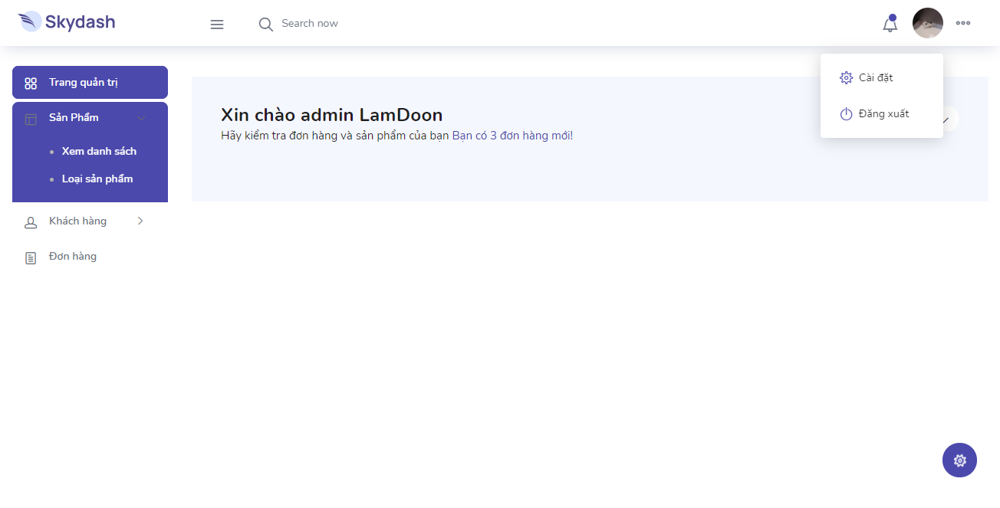 Skydash
Search now
Trang quản trị
Sản Phẩm
Xem danh sách
Loại sản phẩm
Khách hàng
Đơn hàng
Xin chào admin LamDoon
Hãy kiểm tra đơn hàng và sản phẩm của bạn Bạn có 3 đơn hàng mới!
Cài đặt
Đăng xuất